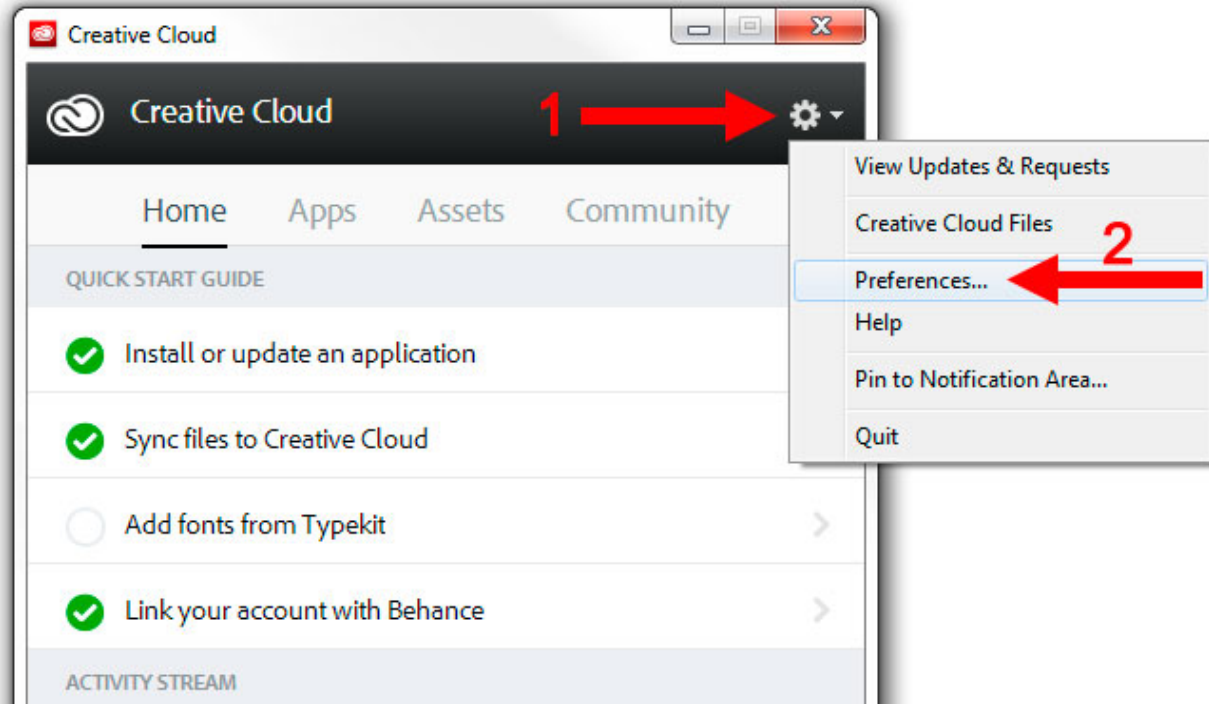 Creative Cloud
Creative Cloud
1
View Updates & Requests
Home Apps Assets Community
Creative Cloud Files
2
QUICK START GUIDE
Preferences...
Help
Install or update an application
Pin to Notification Area...
Sync files to Creative Cloud
Quit
Add fonts from Typekit
Link your account with Behance
ACTIVITY STREAM